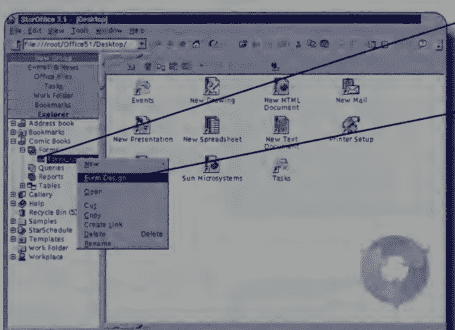 StarOffice 5.1 - [Desktop]
File Edit View Tools Window Help
file:///root/Office51/Desktop/
New Group
E-mail & News
Office Files
Tasks
Work Folder
Bookmarks
Explorer
Address book
Bookmarks
Comic Books
Forms
Queries
Reports
Tables
Gallery
Help
Recycle Bin (5
Samples
StarSchedule
Templates
Work Folder
Workplace
New
Form Design
Open
Cut
Copy
Create Link
Delete Delete
Rename
Events
New Drawing
New HTML Document
New Mail
New Presentation
New Spreadsheet
New Text Document
Printer Setup
Sun Microsystems
Tasks